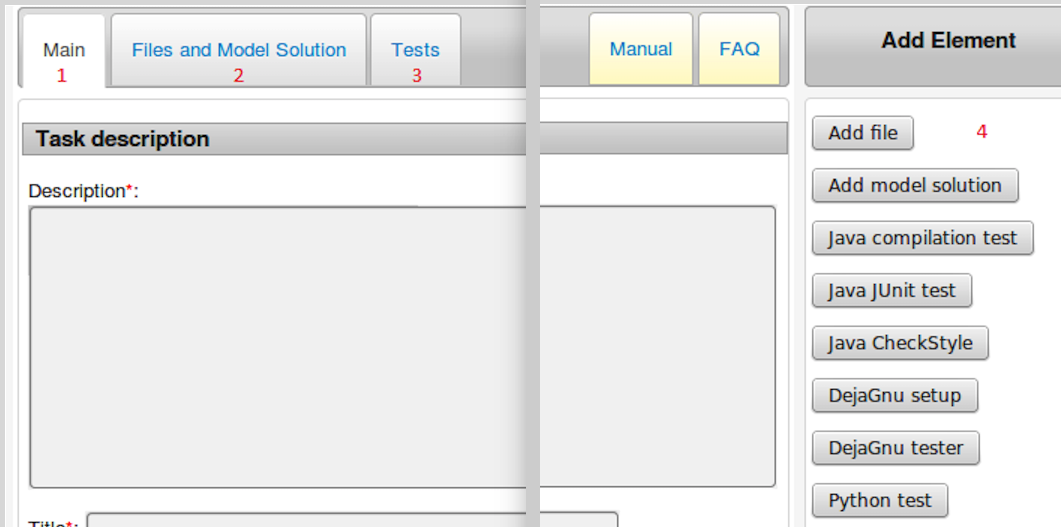 Main
1
Files and Model Solution
2
Tests
3
Manual
FAQ
Add Element
Task description
Description*:
Title*:
Add file
4
Add model solution
Java compilation test
Java JUnit test
Java CheckStyle
DejaGnu setup
DejaGnu tester
Python test